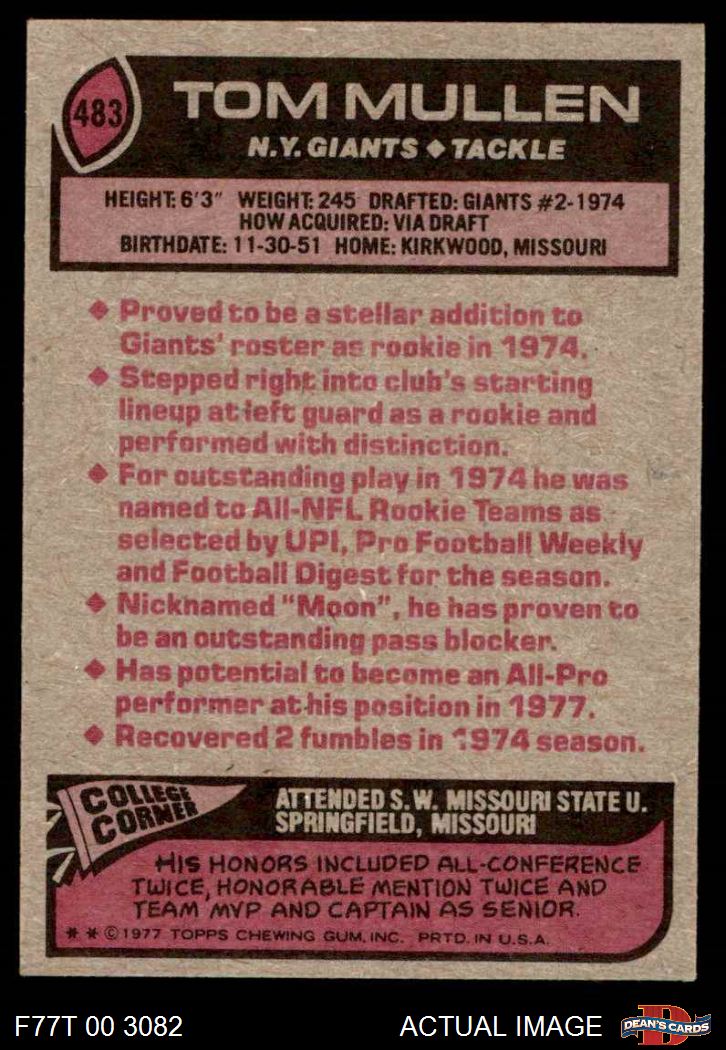 483
TOM MULLEN
N.Y. GIANTS ◆ TACKLE
HEIGHT: 6'3" WEIGHT: 245 DRAFTED: GIANTS #2-1974
HOW ACQUIRED: VIA DRAFT
BIRTHDATE: 11-30-51 HOME: KIRKWOOD, MISSOURI
◆ Proved to be a stellar addition to
Giants' roster as rookie in 1974.
◆ Stepped right into club's starting
lineup at left guard as a rookie and
performed with distinction.
◆ For outstanding play in 1974 he was
named to All-NFL Rookie Teams as
selected by UPI, Pro Football Weekly
and Football Digest for the season.
◆ Nicknamed "Moon", he has proven to
be an outstanding pass blocker.
◆ Has potential to become an All-Pro
performer at his position in 1977.
◆ Recovered 2 fumbles in 1974 season.
COLLEGE
CORNER
ATTENDED S.W. MISSOURI STATE U.
SPRINGFIELD, MISSOURI
HIS HONORS INCLUDED ALL-CONFERENCE
TWICE, HONORABLE MENTION TWICE AND
TEAM MVP AND CAPTAIN AS SENIOR.
* * © 1977 TOPPS CHEWING GUM, INC. PRTD. IN U.S.A.
F77T 00 3082
ACTUAL IMAGE
D
DEAN'S CARDS